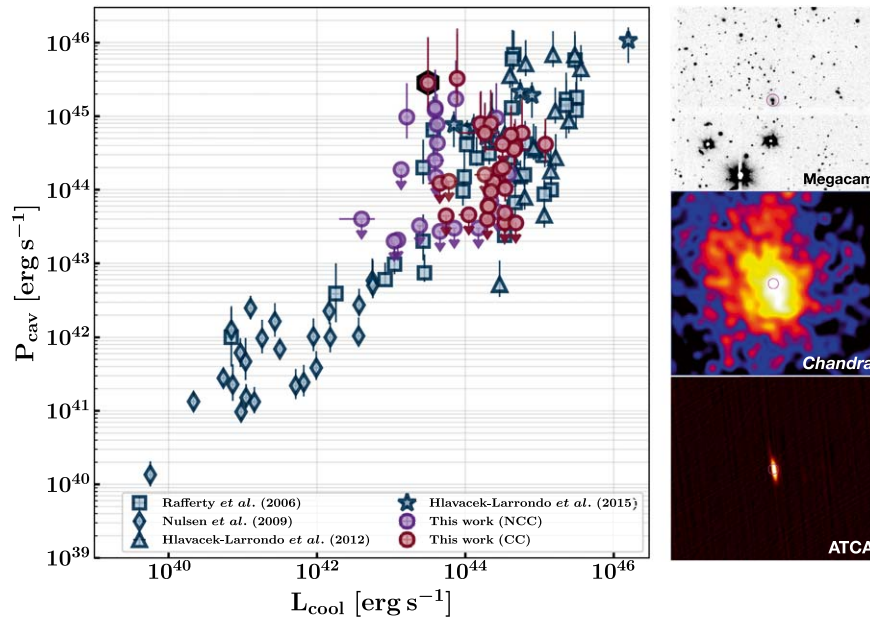 10^46
10^45
10^44
10^43
10^42
10^41
10^40
10^39
P_cav [erg s^−1]
Rafferty et al. (2006)
Nulsen et al. (2009)
Hlavacek-Larrondo et al. (2012)
Hlavacek-Larrondo et al. (2015)
This work (NCC)
This work (CC)
10^40
10^42
10^44
10^46
L_cool [erg s^−1]
Megacam
Chandra
ATCA